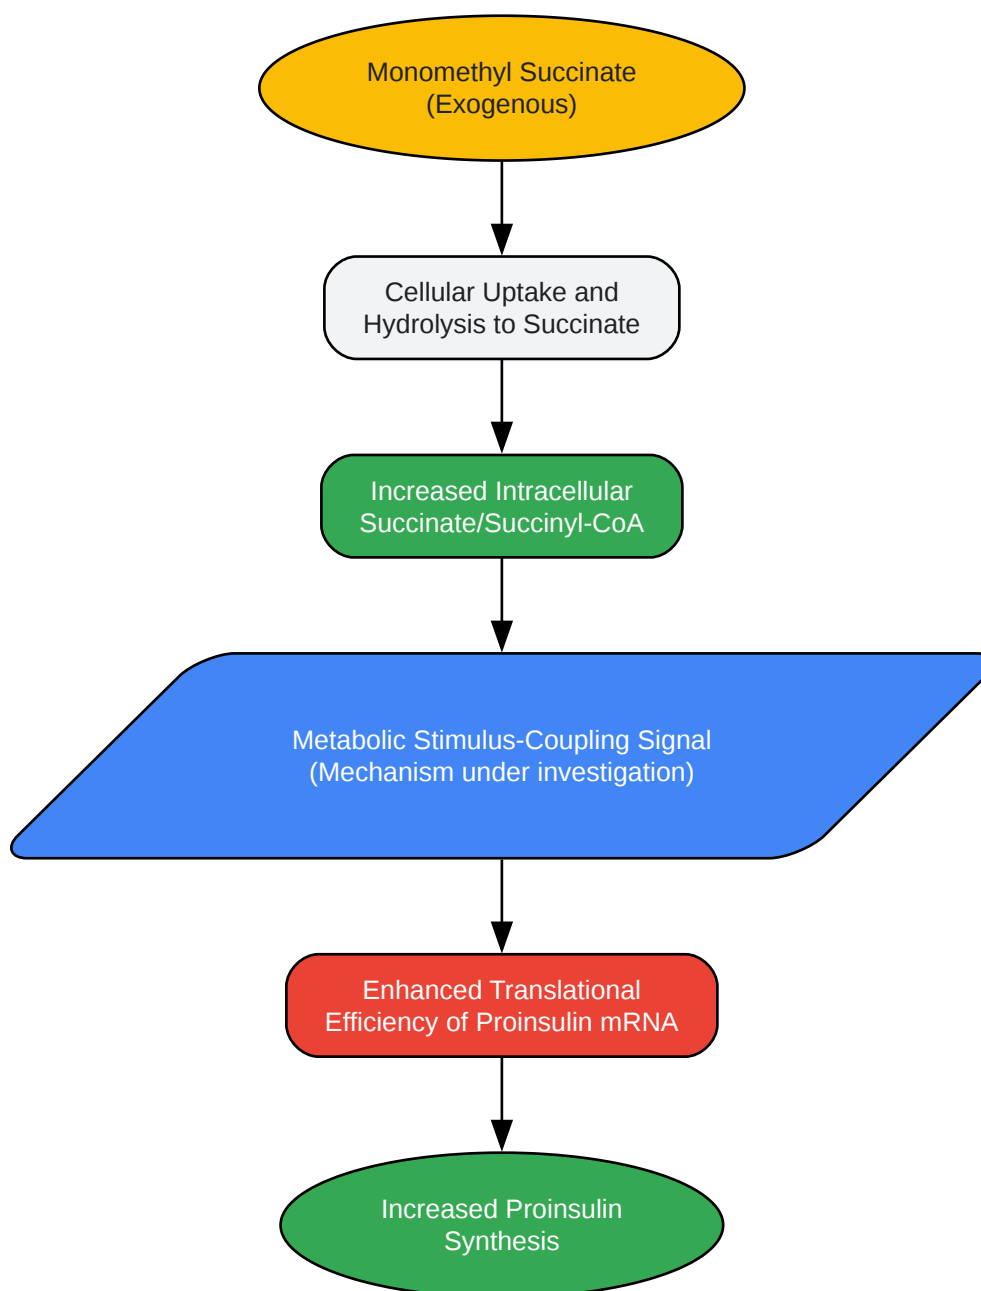 Monomethyl Succinate
(Exogenous)
Cellular Uptake and
Hydrolysis to Succinate
Increased Intracellular
Succinate/Succinyl-CoA
Metabolic Stimulus-Coupling Signal
(Mechanism under investigation)
Enhanced Translational
Efficiency of Proinsulin mRNA
Increased Proinsulin
Synthesis